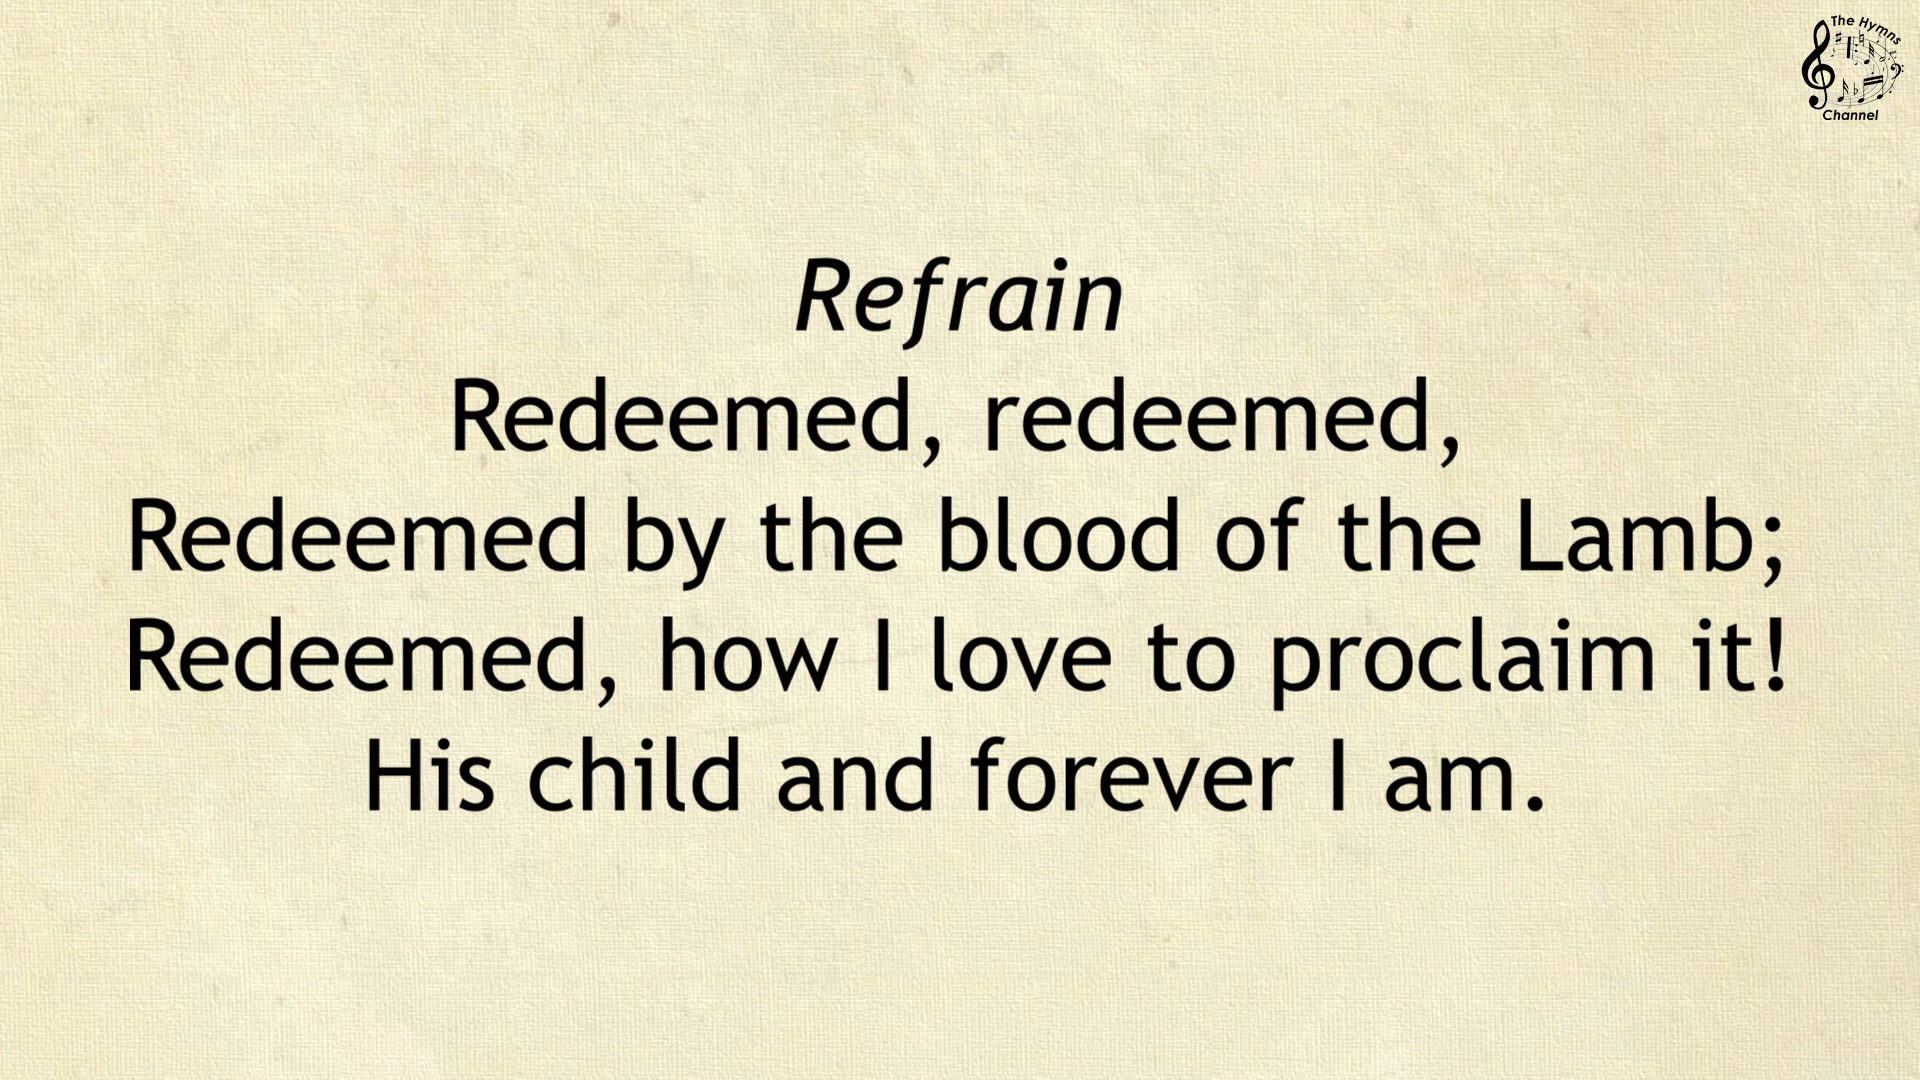 The Hymns
Channel
Refrain
Redeemed, redeemed,
Redeemed by the blood of the Lamb;
Redeemed, how I love to proclaim it!
His child and forever I am.